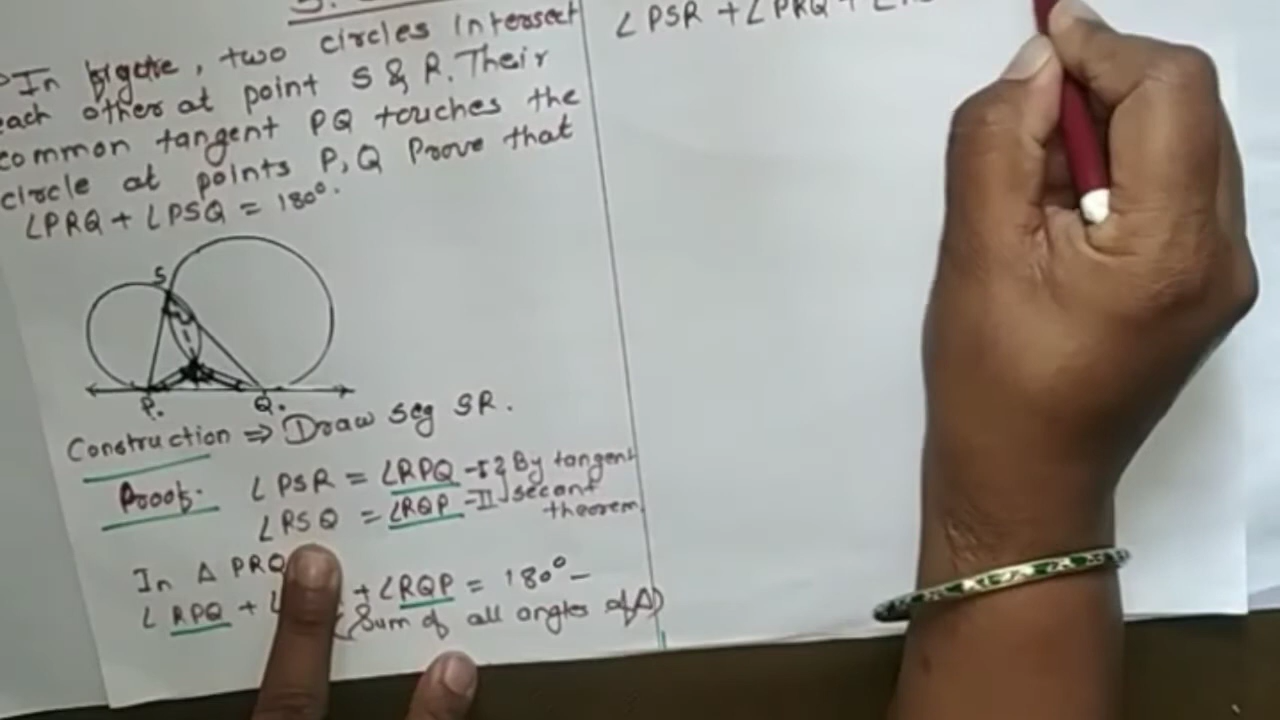 In figure, two circles intersect
each other at point S & R. Their
common tangent PQ touches the
circle at points P, Q Prove that
∠PRQ + ∠PSQ = 180°.
S
P. Q.
Construction ⇒ Draw seg SR.
Proof:- ∠PSR = ∠RPQ -I } By tangent
∠RSQ = ∠RQP -II secant
theorem
In Δ PRQ
∠RPQ + ∠ + ∠RQP = 180° -
(Sum of all angles of Δ)
∠PSR + ∠PRQ + ∠